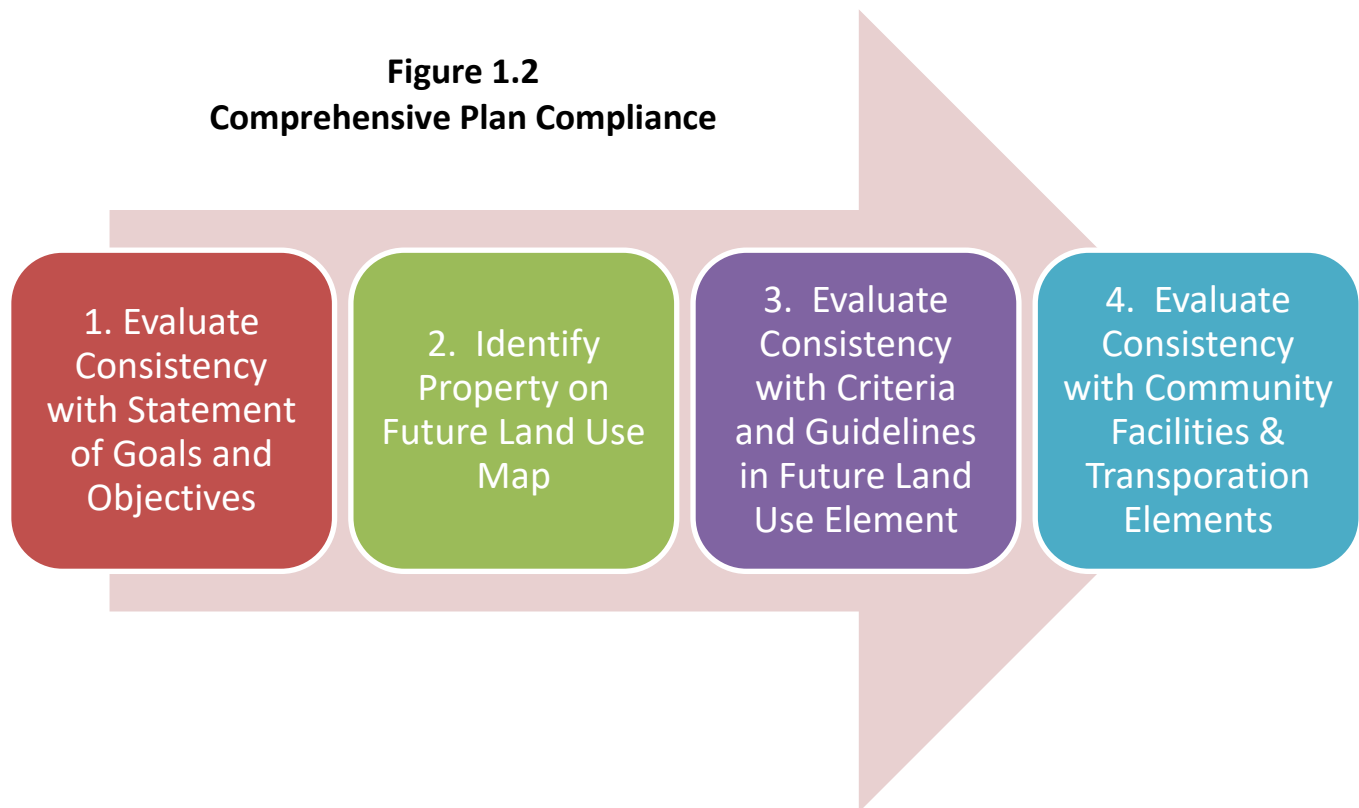 Figure 1.2
Comprehensive Plan Compliance
1. Evaluate
Consistency
with Statement
of Goals and
Objectives
2. Identify
Property on
Future Land Use
Map
3. Evaluate
Consistency
with Criteria
and Guidelines
in Future Land
Use Element
4. Evaluate
Consistency
with Community
Facilities &
Transporation
Elements